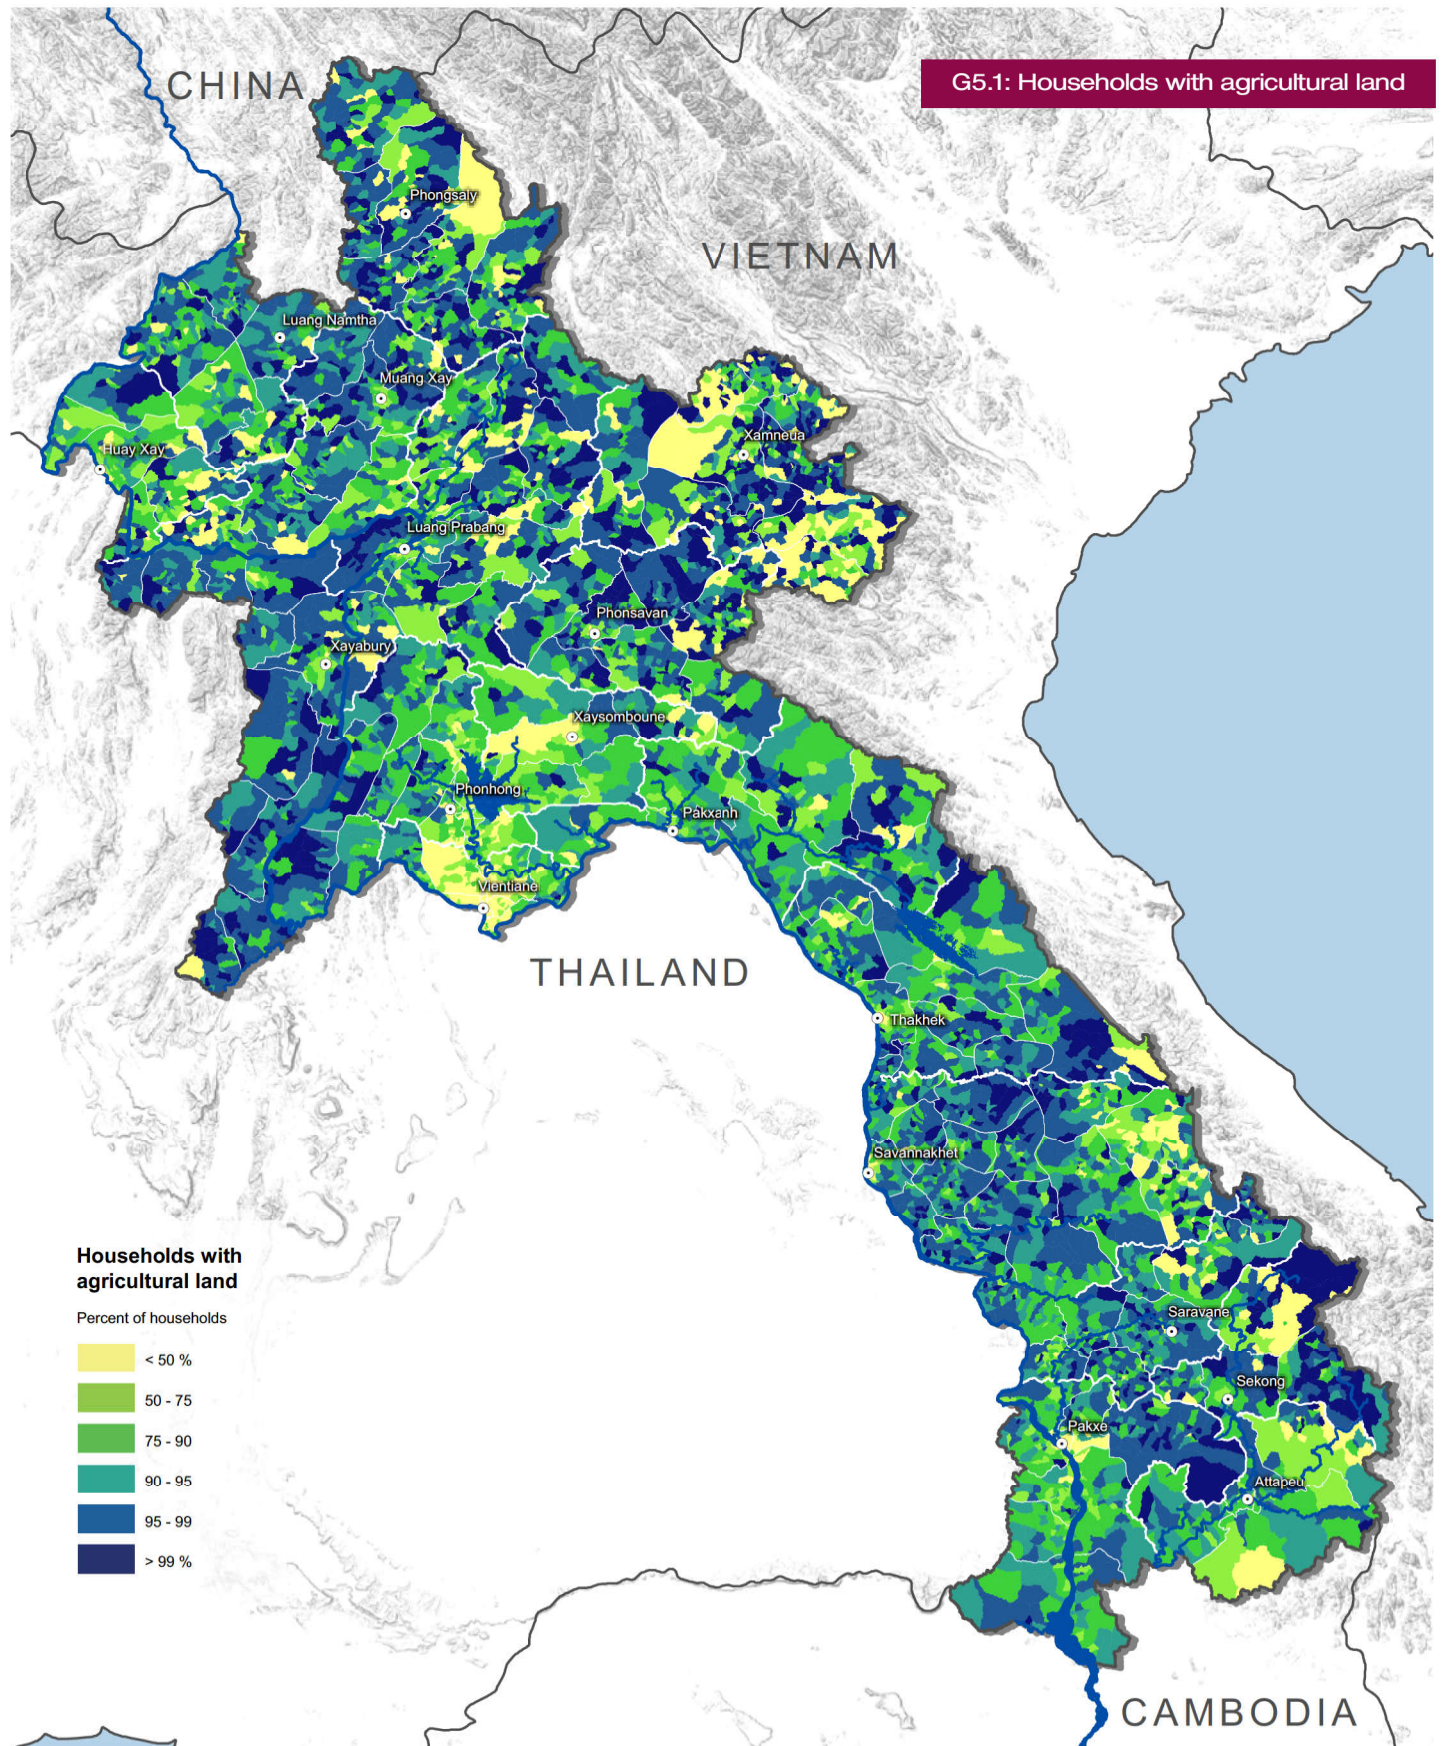 G5.1: Households with agricultural land
CHINA
VIETNAM
Phongsaly
Luang Namtha
Muang Xay
Huay Xay
Xamneua
Luang Prabang
Phonsavan
Xayabury
Xaysomboune
Phonhong
Pakxanh
Vientiane
THAILAND
Thakhek
Savannakhet
Saravane
Sekong
Pakxe
Attapeu
CAMBODIA
Households with
agricultural land
Percent of households
< 50 %
50 - 75
75 - 90
90 - 95
95 - 99
> 99 %